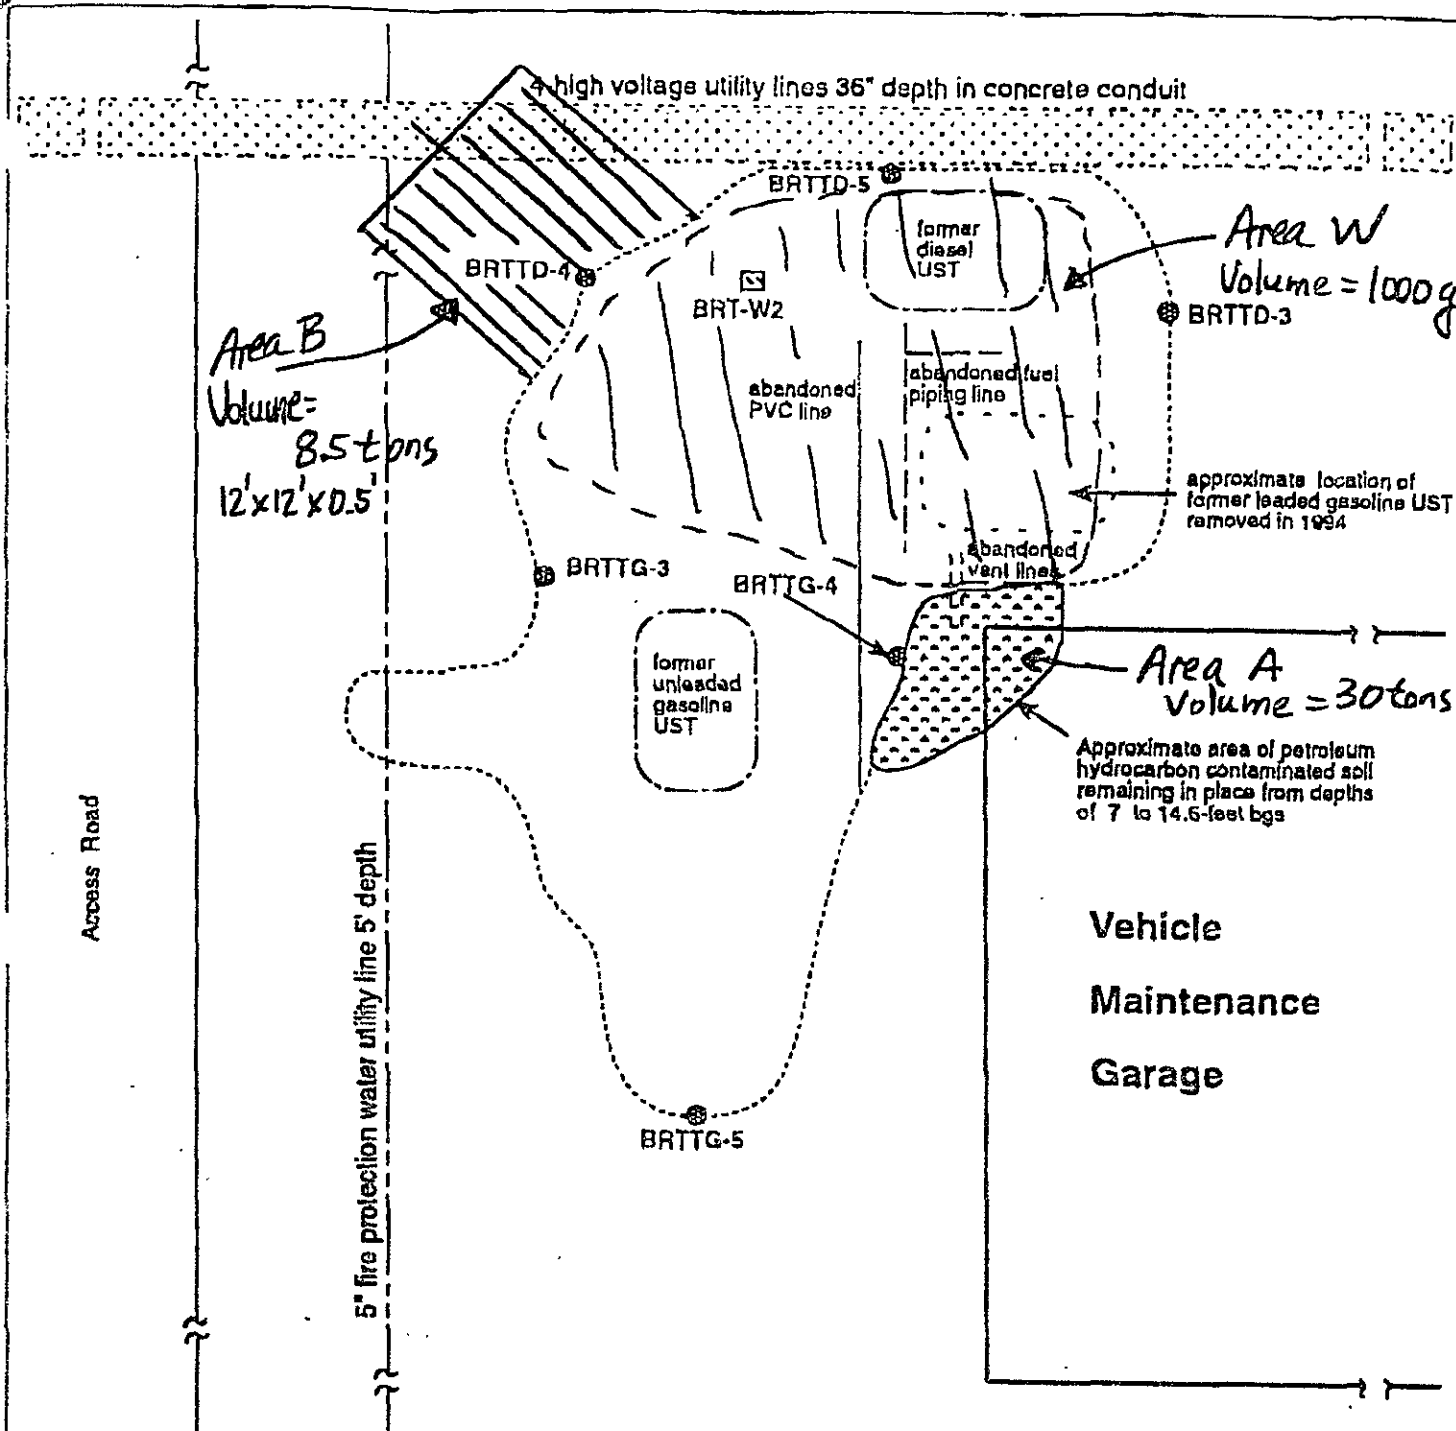 4 high voltage utility lines 36" depth in concrete conduit
BRTTD-5
former
diesel
UST
Area W
Volume = 1000 g
BRTTD-4
BRT-W2
BRTTD-3
Area B
Volume=
8.5 tons
12'x12'x0.5'
abandoned
PVC line
abandoned fuel
piping line
approximate location of
former leaded gasoline UST
removed in 1994
abandoned
vent lines
BRTTG-3
BRTTG-4
former
unleaded
gasoline
UST
Area A
Volume = 30 tons
Approximate area of petroleum
hydrocarbon contaminated soil
remaining in place from depths
of 7 to 14.5-feet bgs
Access Road
5" fire protection water utility line 5' depth
Vehicle
Maintenance
Garage
BRTTG-5